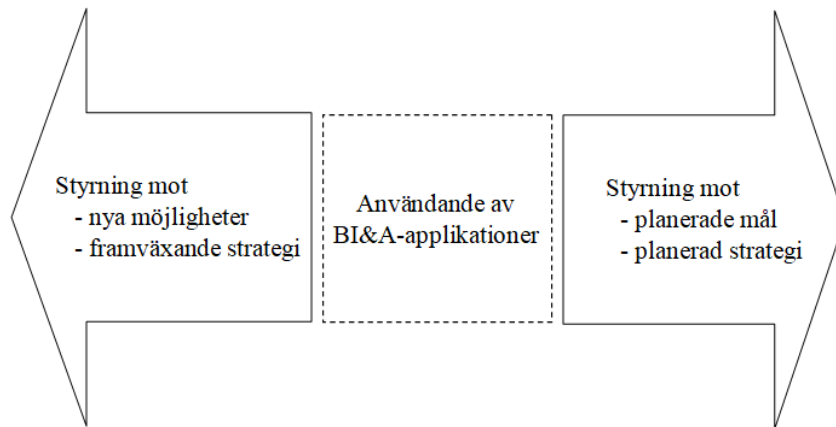 Styrning mot
- nya möjligheter
- framväxande strategi
Användande av
BI&A-applikationer
Styrning mot
- planerade mål
- planerad strategi